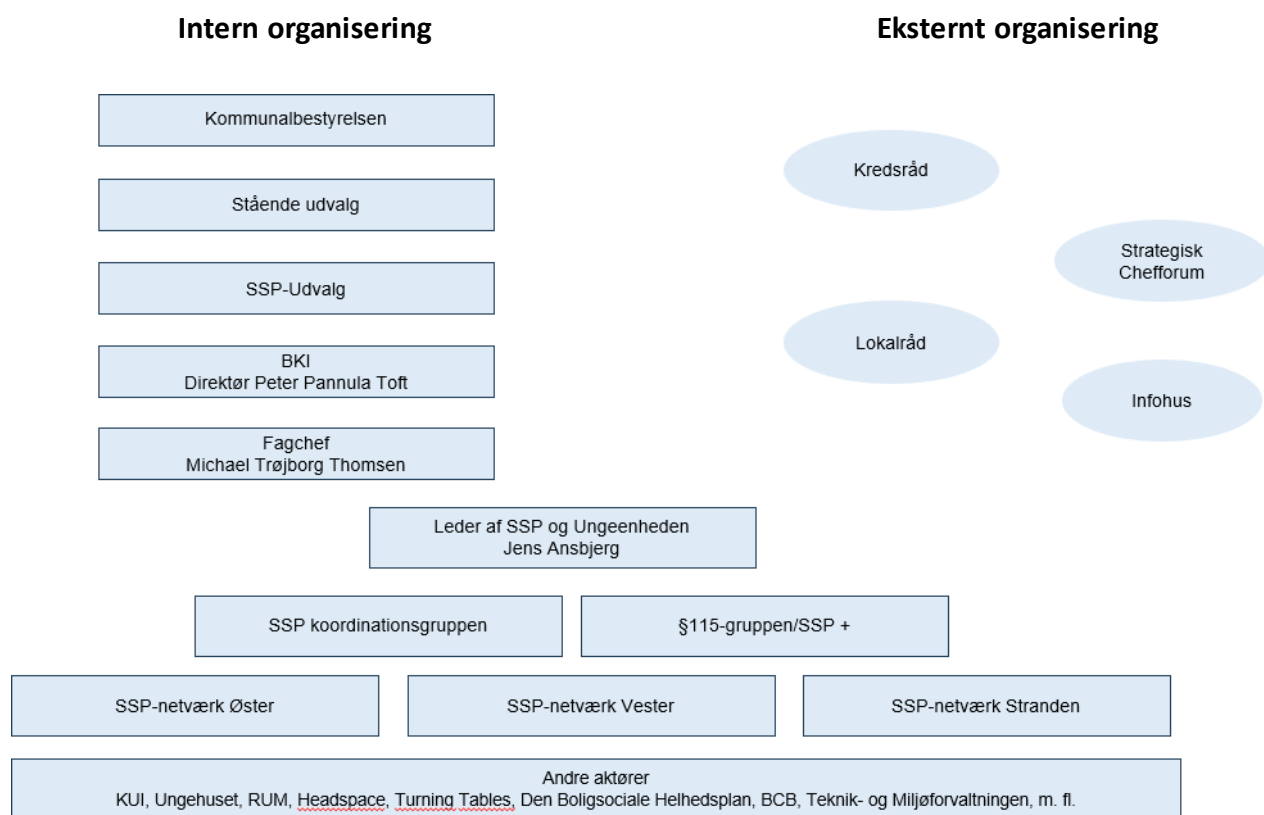 Intern organisering
Eksternt organisering
Kommunalbestyrelsen
Stående udvalg
SSP-Udvalg
BKI
Direktør Peter Pannula Toft
Fagchef
Michael Trøjborg Thomsen
Kredsråd
Strategisk
Chefforum
Lokalråd
Infohus
Leder af SSP og Ungeenheden
Jens Ansbjerg
SSP koordinationsgruppen
§115-gruppen/SSP +
SSP-netværk Øster
SSP-netværk Vester
SSP-netværk Stranden
Andre aktører
KUI, Ungehuset, RUM, Headspace, Turning Tables, Den Boligsociale Helhedsplan, BCB, Teknik- og Miljøforvaltningen, m. fl.